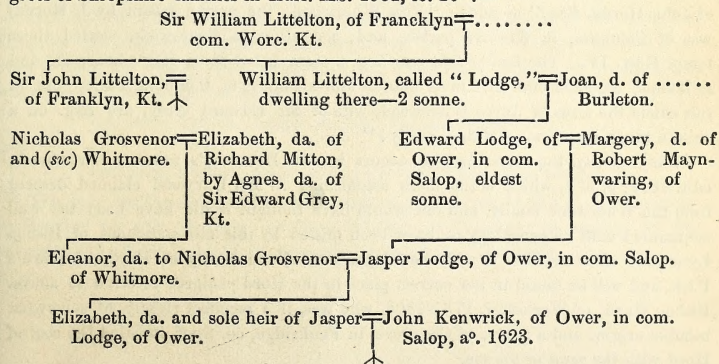 Sir William Littelton, of Francklyn ........
com. Worc. Kt.
Sir John Littelton,
of Franklyn, Kt.
William Littelton, called “Lodge,”
dwelling there—2 sonne.
Joan, d. of ......
Burleton.
Nicholas Grosvenor
and (sic) Whitmore.
Elizabeth, da. of
Richard Mitton,
by Agnes, da. of
Sir Edward Grey,
Kt.
Edward Lodge, of
Ower, in com.
Salop, eldest
sonne.
Margery, d. of
Robert Mayn-
waring, of
Ower.
Eleanor, da. to Nicholas Grosvenor
of Whitmore.
Jasper Lodge, of Ower, in com. Salop.
Elizabeth, da. and sole heir of Jasper
Lodge, of Ower.
John Kenwrick, of Ower, in com.
Salop, aº. 1623.